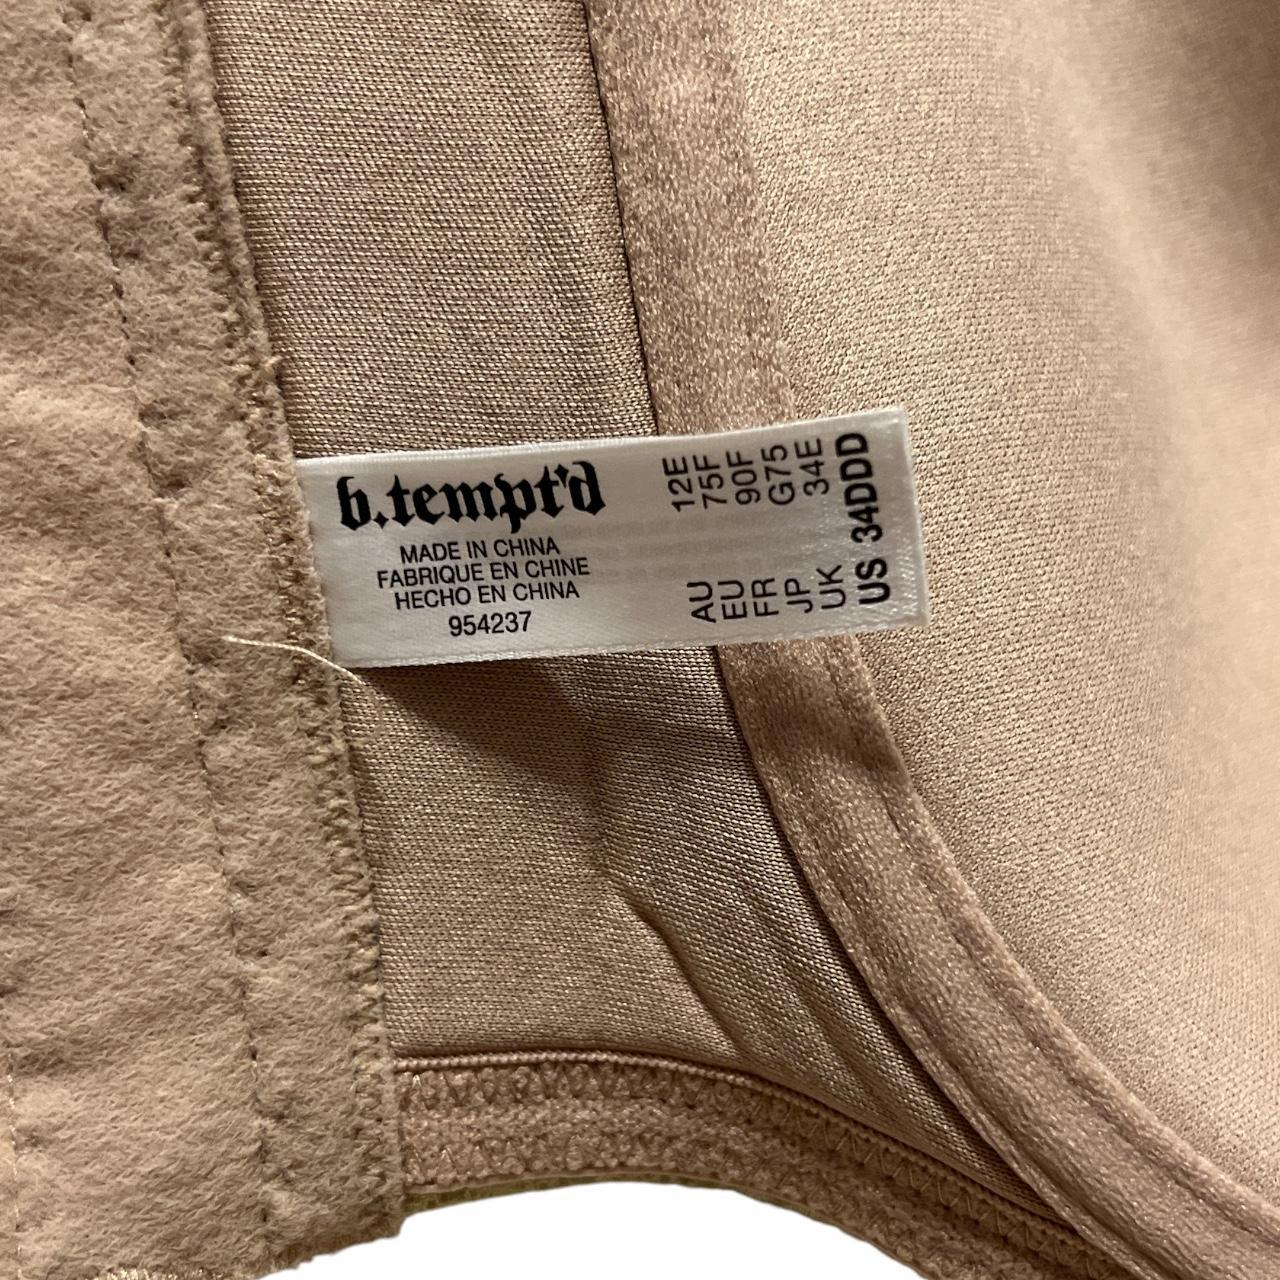 b.tempt'd
MADE IN CHINA
FABRIQUE EN CHINE
HECHO EN CHINA
954237
AU 12E
EU 75F
FR 90F
JP G75
UK 34E
US 34DDD